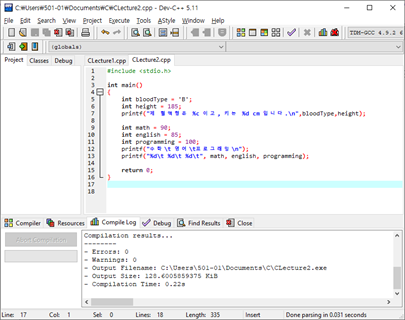 C:\Users\501-01\Documents\C\CLecture2.cpp - Dev-C++ 5.11
File Edit Search View Project Execute Tools AStyle Window Help
TDM-GCC 4.9.2 6
(globals)
Project Classes Debug
CLecture1.cpp CLecture2.cpp
1 #include <stdio.h>
2
3 int main()
4 {
5 int bloodType = 'B';
6 int height = 185;
7 printf("제 혈액형은 %c 이고, 키는 %d cm 입니다.\n",bloodType,height);
8
9 int math = 90;
10 int english = 85;
11 int programming = 100;
12 printf("수학 \t 영어 \t프로그래밍 \n");
13 printf("%d\t %d\t %d\t", math, english, programming);
14
15 return 0;
16 }
17
18
Compiler Resources Compile Log Debug Find Results Close
Abort Compilation
Compilation results...
--------
- Errors: 0
- Warnings: 0
- Output Filename: C:\Users\501-01\Documents\C\CLecture2.exe
- Output Size: 128.6005859375 KiB
- Compilation Time: 0.22s
Line: 17 Col: 1 Sel: 0 Lines: 18 Length: 335 Insert Done parsing in 0.031 seconds